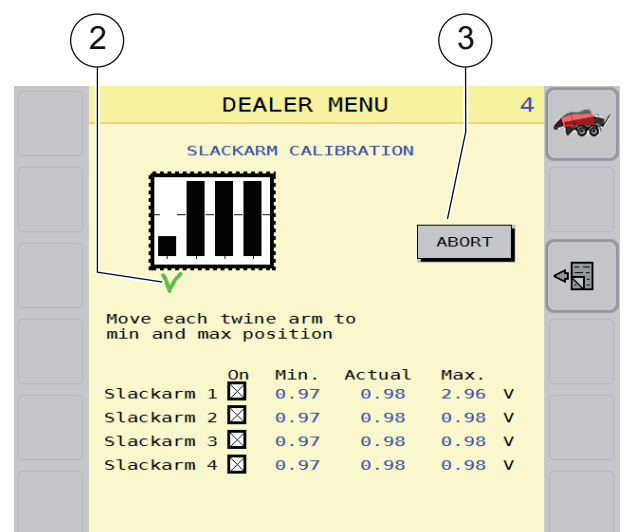 2 3
DEALER MENU 4
SLACKARM CALIBRATION
ABORT
Move each twine arm to
min and max position
On Min. Actual Max.
Slackarm 1 0.97 0.98 2.96 V
Slackarm 2 0.97 0.98 0.98 V
Slackarm 3 0.97 0.98 0.98 V
Slackarm 4 0.97 0.98 0.98 V